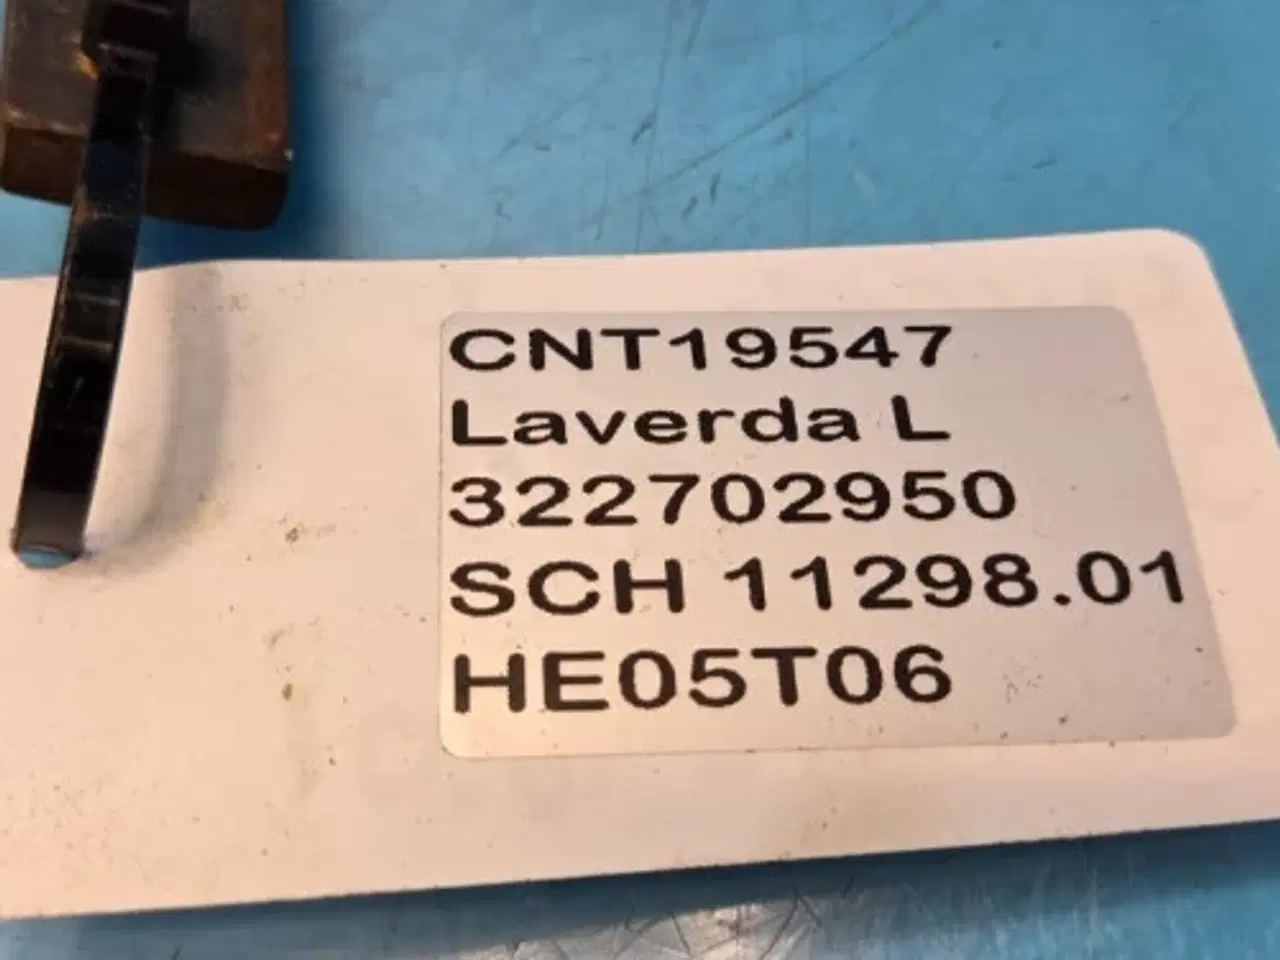 CNT19547
Laverda L
322702950
SCH 11298.01
HE05T06